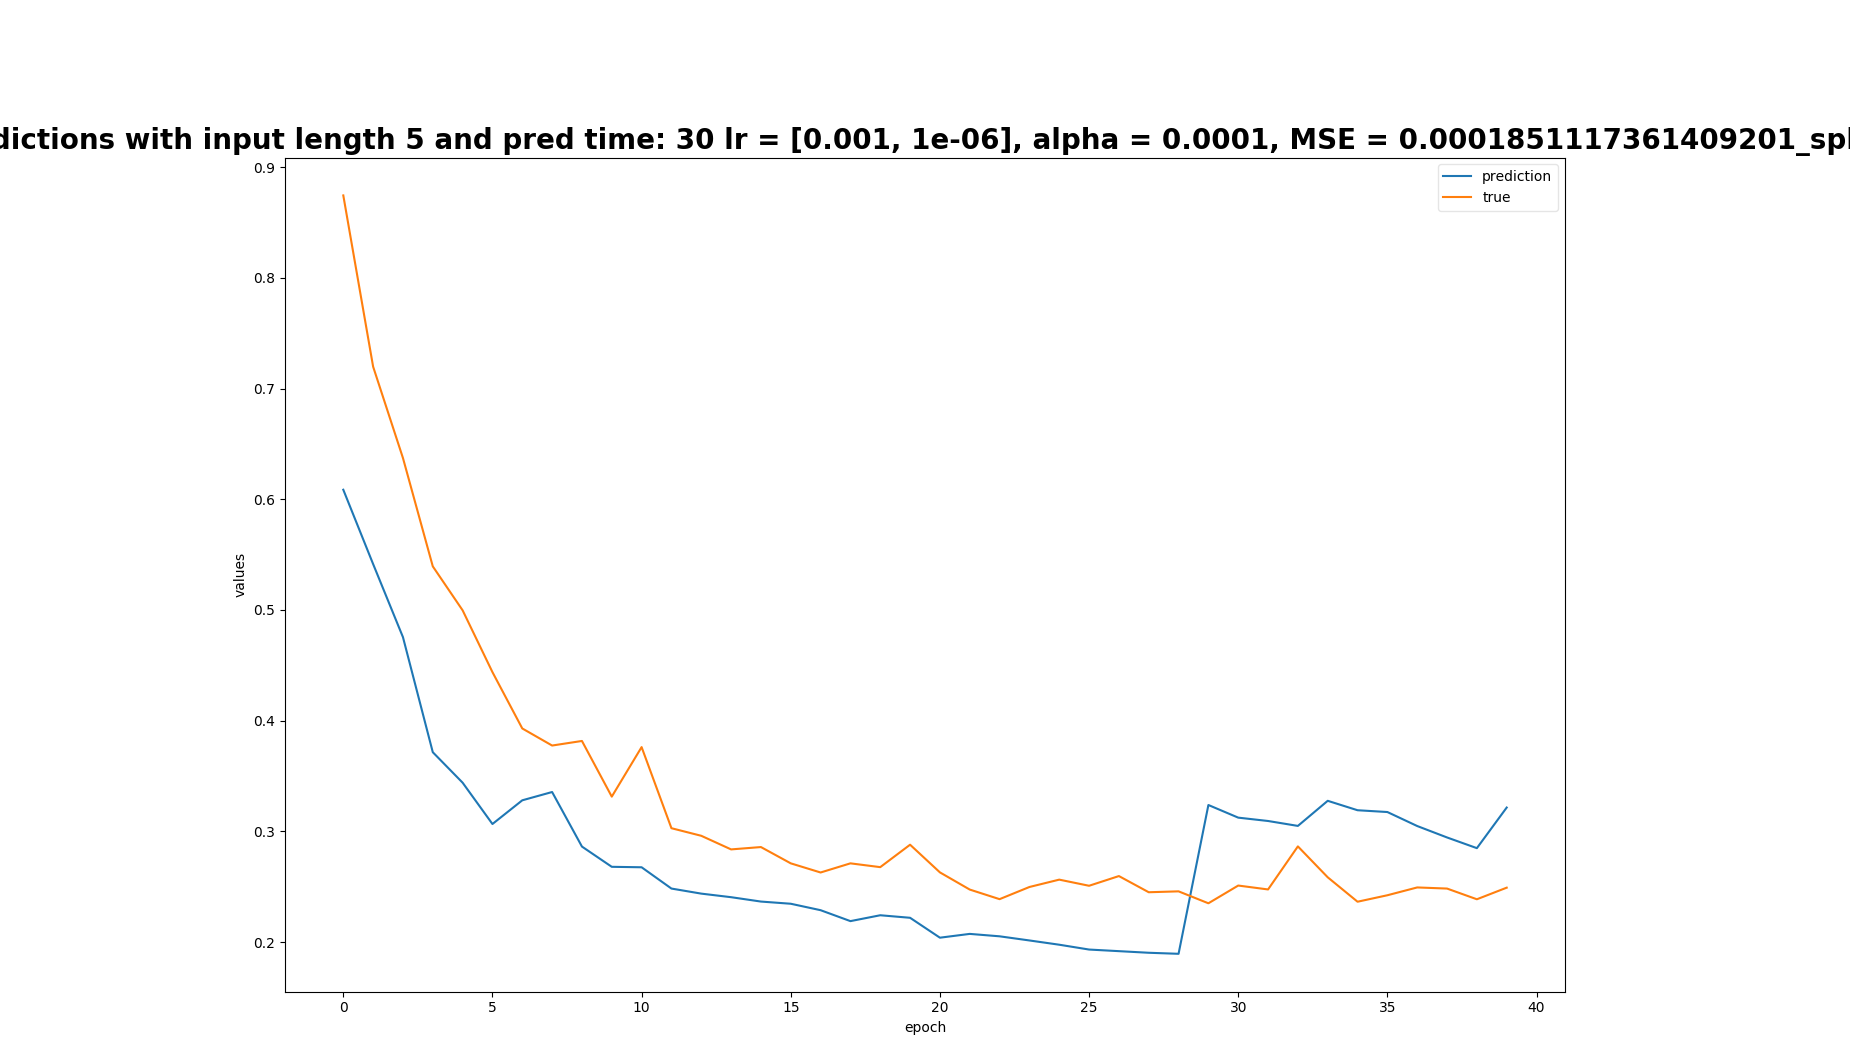 dictions with input length 5 and pred time: 30 lr = [0.001, 1e-06], alpha = 0.0001, MSE = 0.0001851117361409201_spl
prediction
true
0.9
0.8
0.7
0.6
0.5
0.4
0.3
0.2
values
0 5 10 15 20 25 30 35 40
epoch